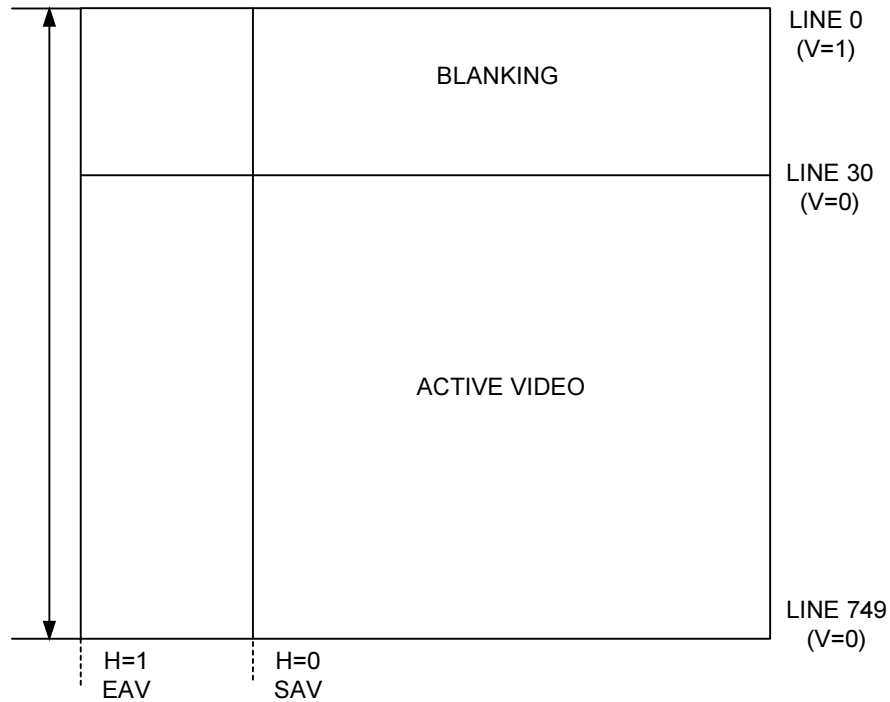 LINE 0
(V=1)
BLANKING
LINE 30
(V=0)
ACTIVE VIDEO
LINE 749
(V=0)
H=1
EAV
H=0
SAV